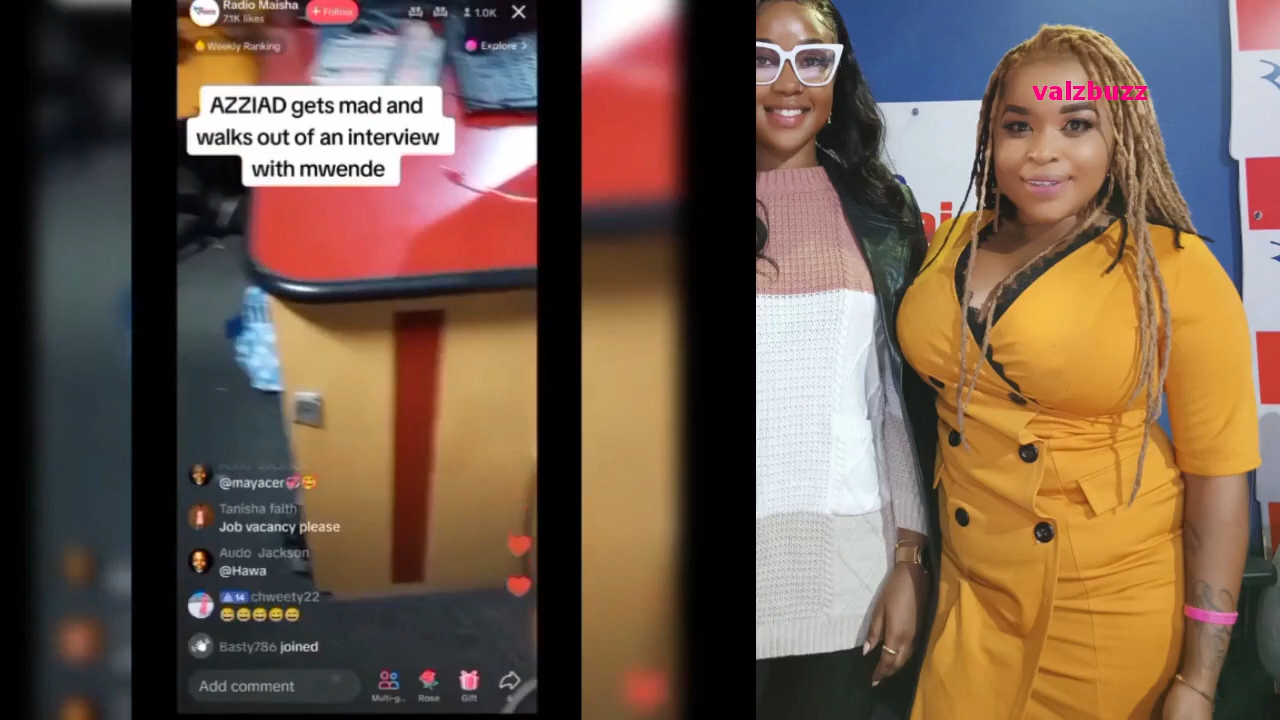 Radio Maisha
7.1K likes
+ Follow
1.0K
Weekly Ranking
Explore >
AZZIAD gets mad and
walks out of an interview
with mwende
@mayacer💞🥰
Tanisha faith
Job vacancy please
Audo Jackson
@Hawa
14 chweety22
😅😅😅😅😅
Basty786 joined
Add comment
Multi-g...
Rose
Gift
valzbuzz